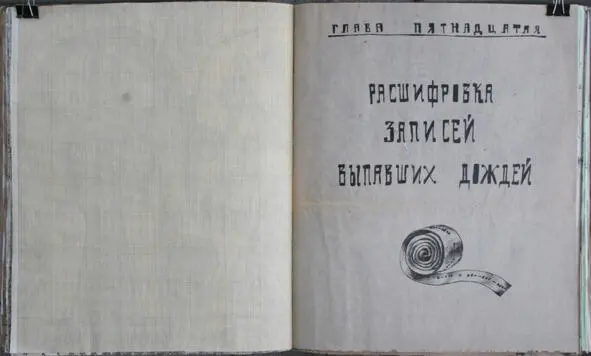 ГЛАВА ПЯТНАДЦАТАЯ
РАСШИФРОВКА
ЗАПИСЕЙ
ВЫПАВШИХ ДОЖДЕЙ